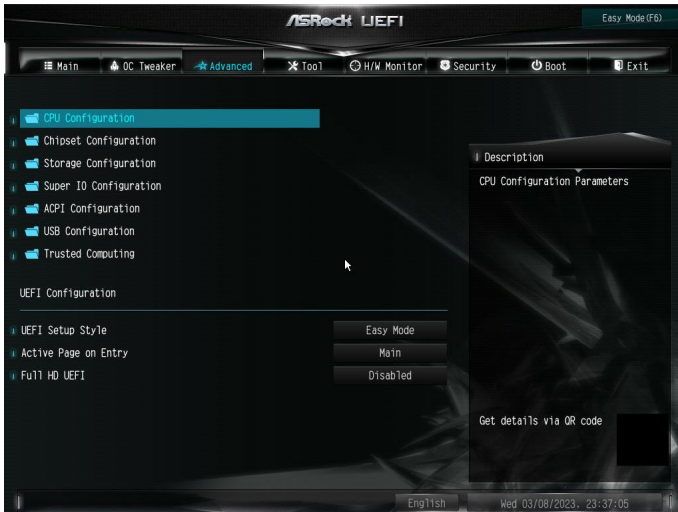 ASRock UEFI
Easy Mode(F6)
Main
OC Tweaker
Advanced
Tool
H/W Monitor
Security
Boot
Exit
CPU Configuration
Chipset Configuration
Storage Configuration
Super IO Configuration
ACPI Configuration
USB Configuration
Trusted Computing
UEFI Configuration
UEFI Setup Style Easy Mode
Active Page on Entry Main
Full HD UEFI Disabled
Description
CPU Configuration Parameters
Get details via QR code
English
Wed 03/08/2023. 23:37:05